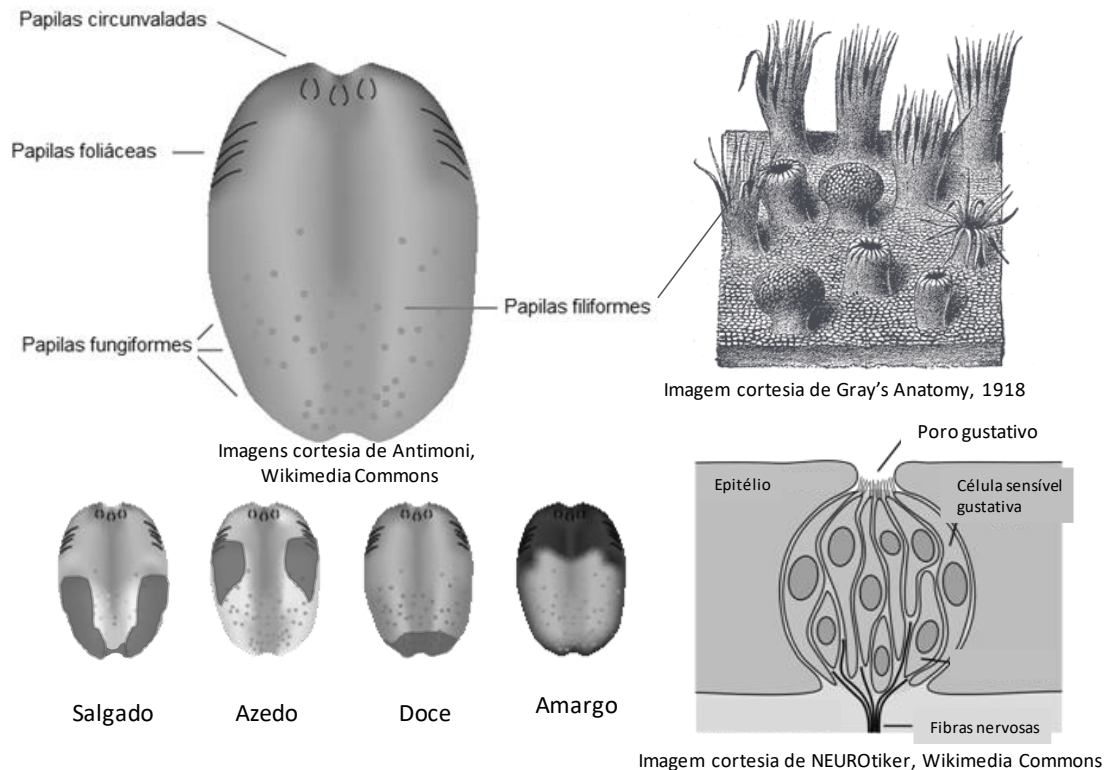 Papilas circunvaladas
Papilas foliáceas
Papilas filiformes
Papilas fungiformes
Imagens cortesia de Antimoni,
Wikimedia Commons
Imagem cortesia de Gray’s Anatomy, 1918
Salgado
Azedo
Doce
Amargo
Poro gustativo
Epitélio
Célula sensível
gustativa
Fibras nervosas
Imagem cortesia de NEUROtiker, Wikimedia Commons